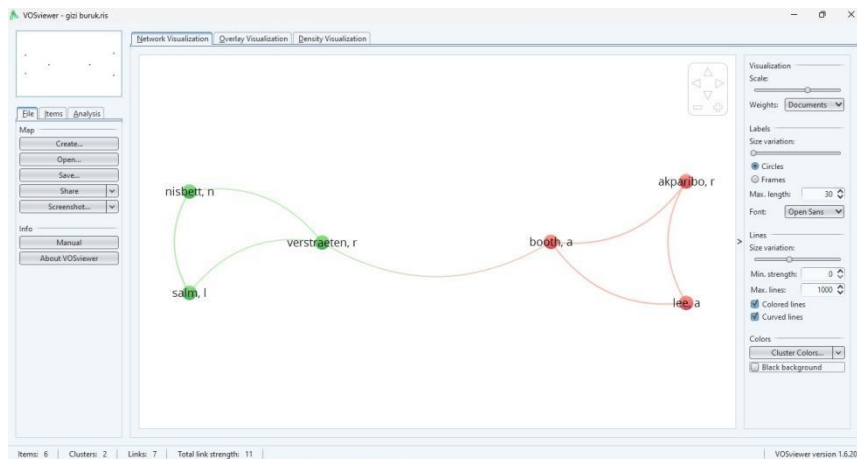 VOSviewer - gizi buruk.ris
Network Visualization Overlay Visualization Density Visualization
File Items Analysis
Map
Create...
Open...
Save...
Share
Screenshot...
Info
Manual
About VOSviewer
nisbett, n
verstraeten, r
salm, l
akparibo, r
booth, a
lee, a
Visualization
Scale:
Weights: Documents
Labels
Size variation:
Circles
Frames
Max. length: 30
Font: Open Sans
Lines
Size variation:
Min. strength: 0
Max. lines: 1000
Colored lines
Curved lines
Colors
Cluster Colors...
Black background
Items: 6 Clusters: 2 Links: 7 Total link strength: 11 VOSviewer version 1.6.20